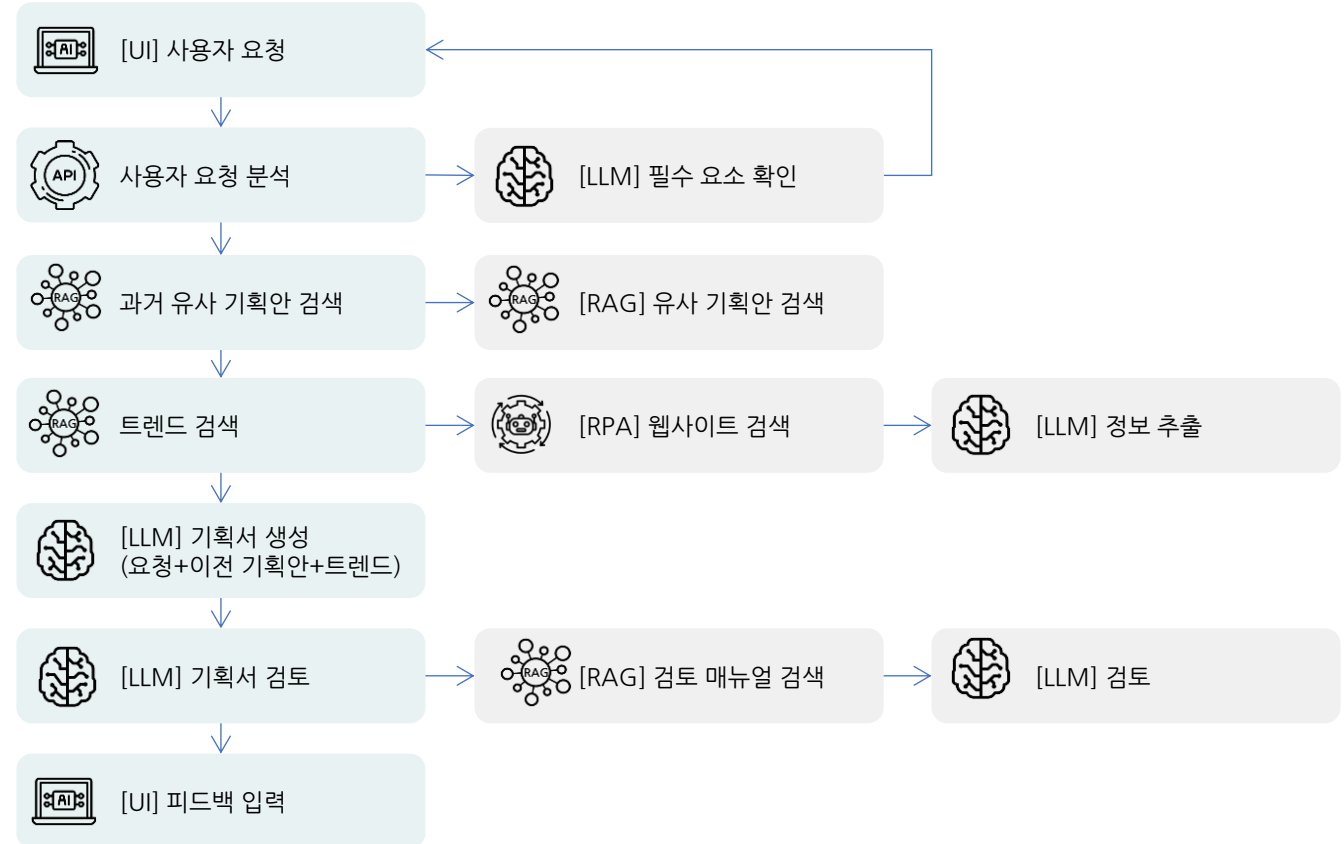 AI
[UI] 사용자 요청
API
사용자 요청 분석
[LLM] 필수 요소 확인
RAG
과거 유사 기획안 검색
RAG
[RAG] 유사 기획안 검색
RAG
트렌드 검색
[RPA] 웹사이트 검색
[LLM] 정보 추출
[LLM] 기획서 생성
(요청+이전 기획안+트렌드)
[LLM] 기획서 검토
RAG
[RAG] 검토 매뉴얼 검색
[LLM] 검토
AI
[UI] 피드백 입력